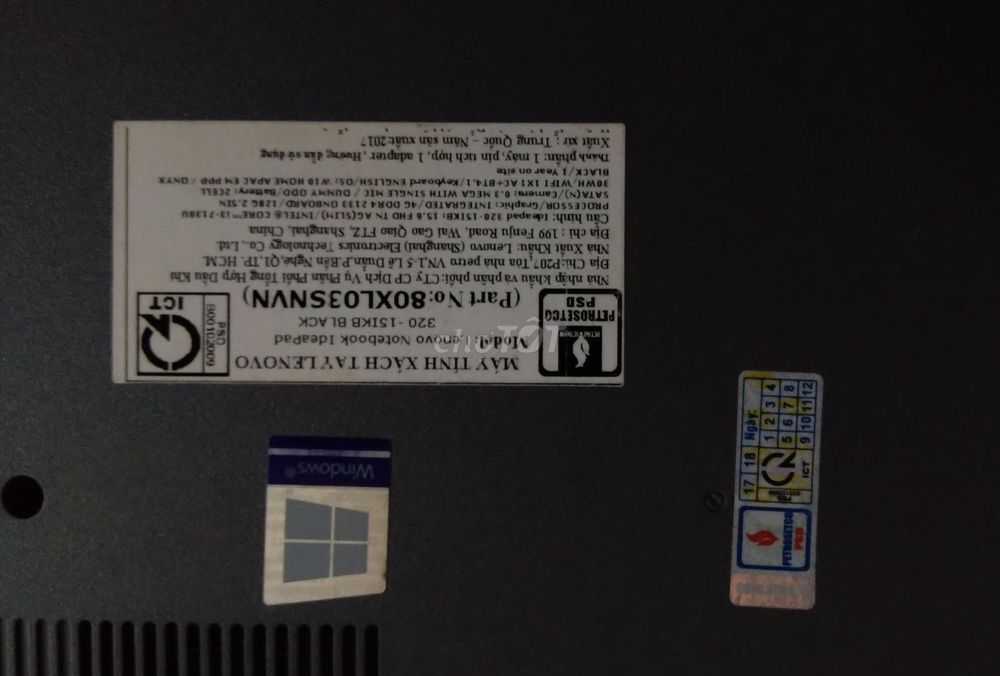 MÁY TÍNH XÁCH TAY LENOVO
Model: Lenovo Notebook IdeaPad
320 -15IKB BLACK
(Part No:80XL03SNVN)
PETROVIETNAM
PETROSETCO
PSD
PSD
800102009
ICT
Nhà nhập khẩu và phân phối: CTy CP Dịch Vụ Phân Phối Tổng Hợp Dầu Khí
Địa Chỉ:P207,Tòa nhà petro VN,1-5 Lê Duẩn,P.Bến Nghé,Q1,TP. HCM.
Nhà Xuất Khẩu: Lenovo (Shanghai) Electronics Technology Co., Ltd.
Địa chỉ : 199 Fenju Road, Wai Gao Qiao FTZ, Shanghai, China
Cấu hình: Ideapad 320-15IKB: 15.6 FHD TN AG(SLIM)/INTEL® CORE™ i3-7130U
PROCESSOR/Graphic: INTEGRATED/4G DDR4 2133 ONBOARD/128G 2.5IN
SATA(N)/Camera: 0.3 MEGA WITH SINGLE MIC / DUMMY ODD /Battery: 2CELL
30WH/WIFI 1X1 AC+BT4.1/Keyboard ENGLISH/OS: W10 HOME APAC EM PPP / ONYX
BLACK/1 Year on site
Thành phần: 1 máy, pin tích hợp, 1 adapter, Hướng dẫn sử dụng
Xuất xứ : Trung Quốc – Năm sản xuất:2017
chợTỐT
Windows®
17 18 Ngày:
1 2 3 4
5 6 7 8
9 10 11 12
PSD
ICT
PETROSETCO
PSD